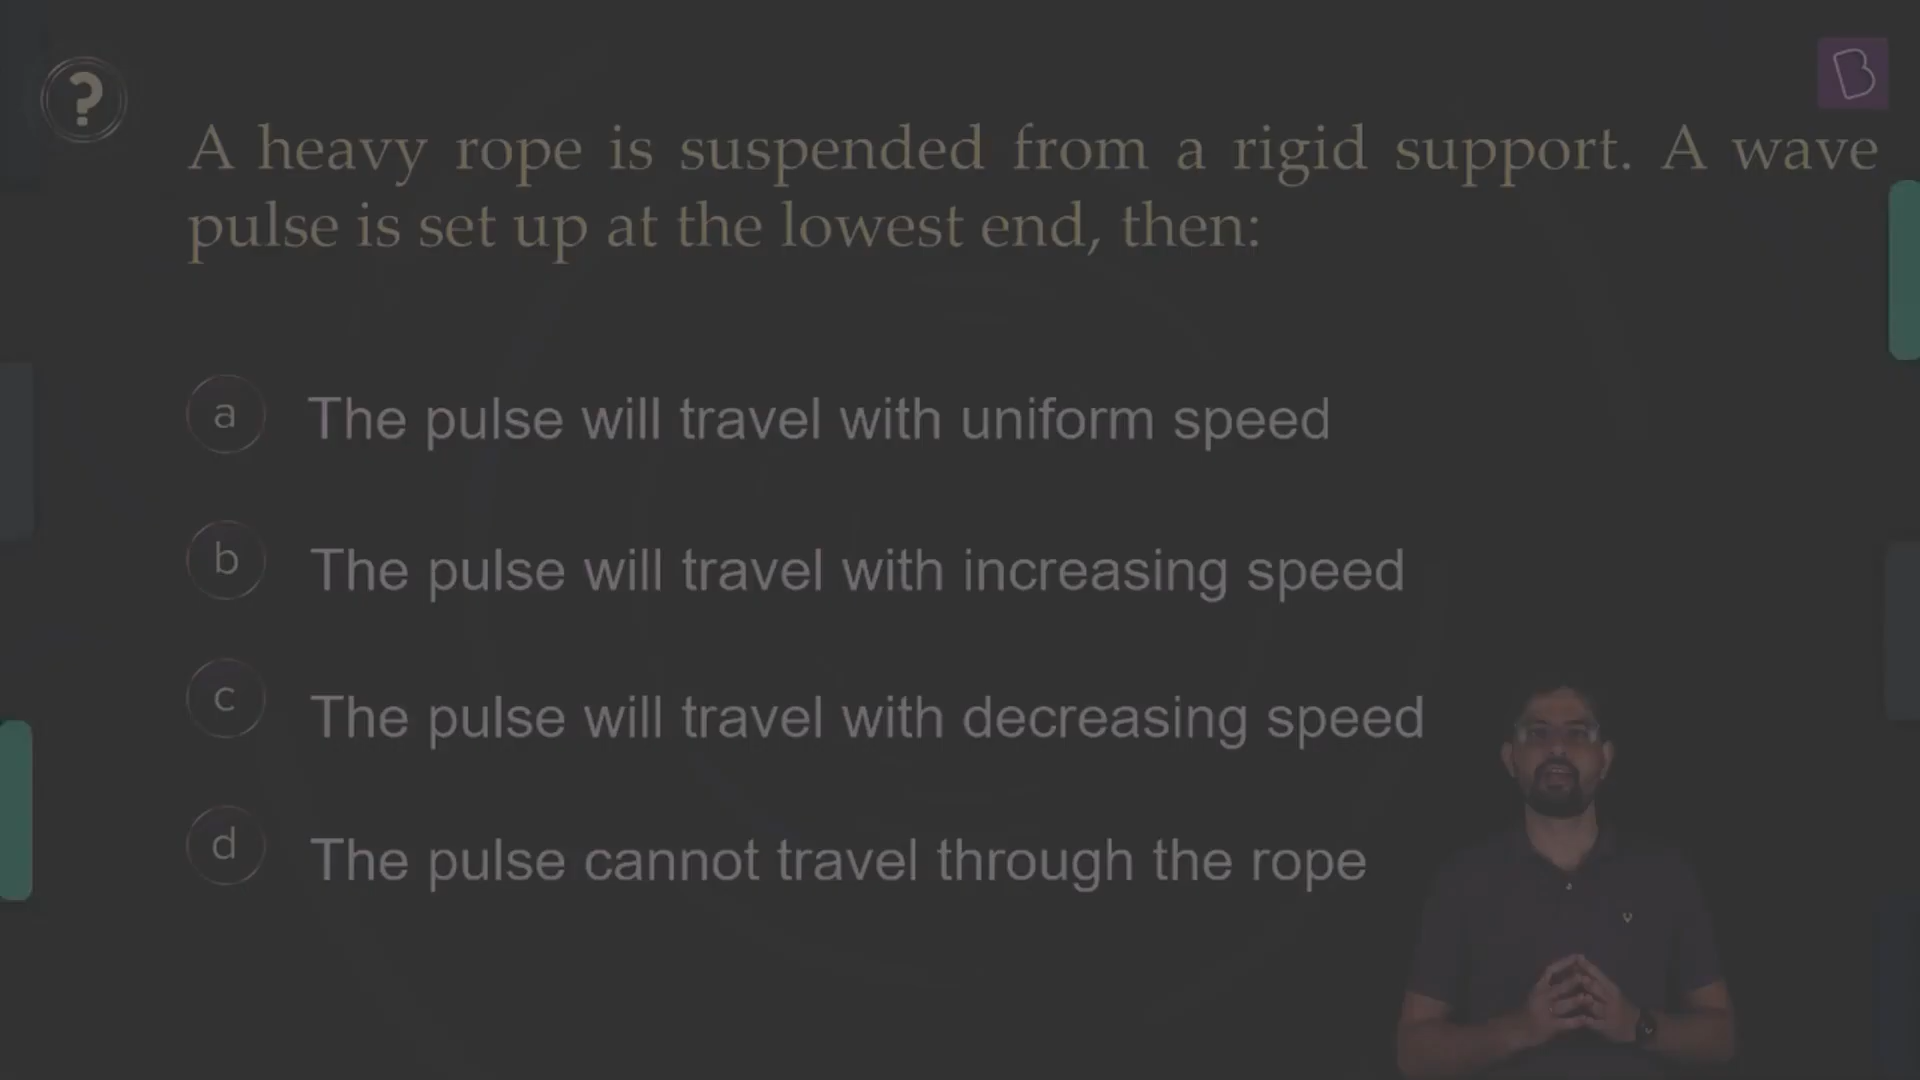 ?
B
A heavy rope is suspended from a rigid support. A wave
pulse is set up at the lowest end, then:
a The pulse will travel with uniform speed
b The pulse will travel with increasing speed
c The pulse will travel with decreasing speed
d The pulse cannot travel through the rope